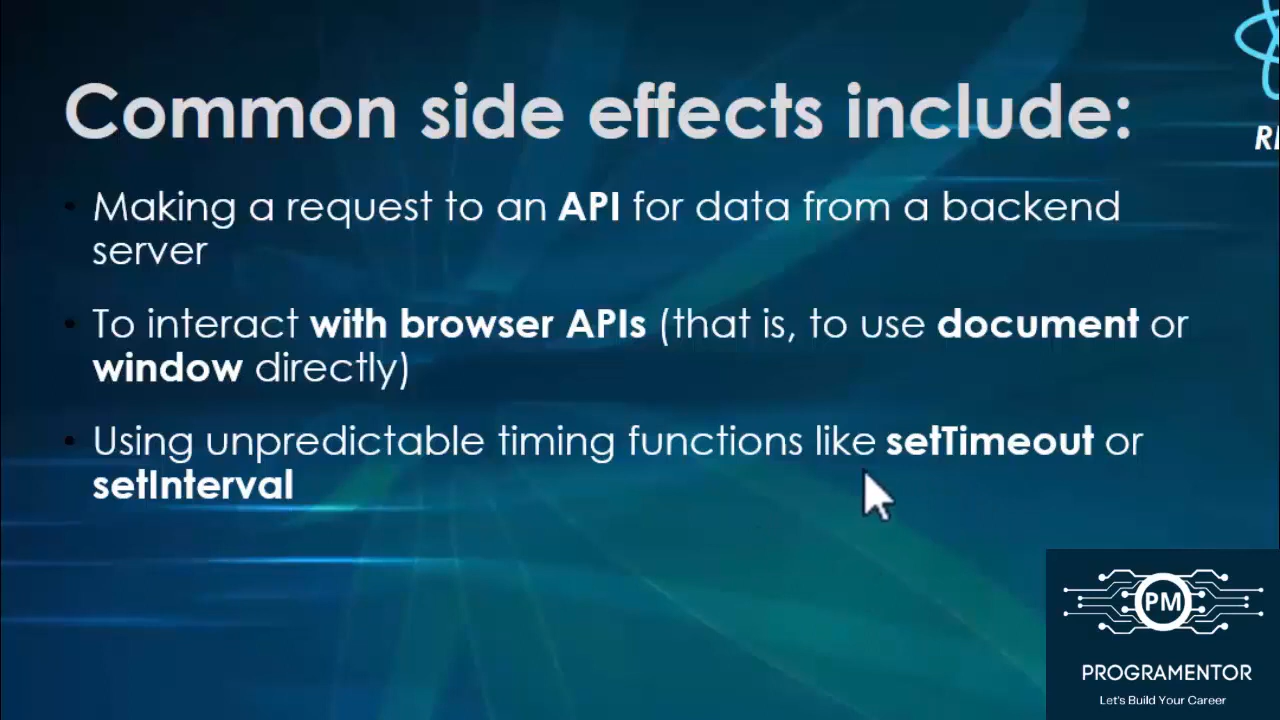 Common side effects include:
• Making a request to an API for data from a backend
server
• To interact with browser APIs (that is, to use document or
window directly)
• Using unpredictable timing functions like setTimeout or
setInterval
PM
PROGRAMENTOR
Let's Build Your Career